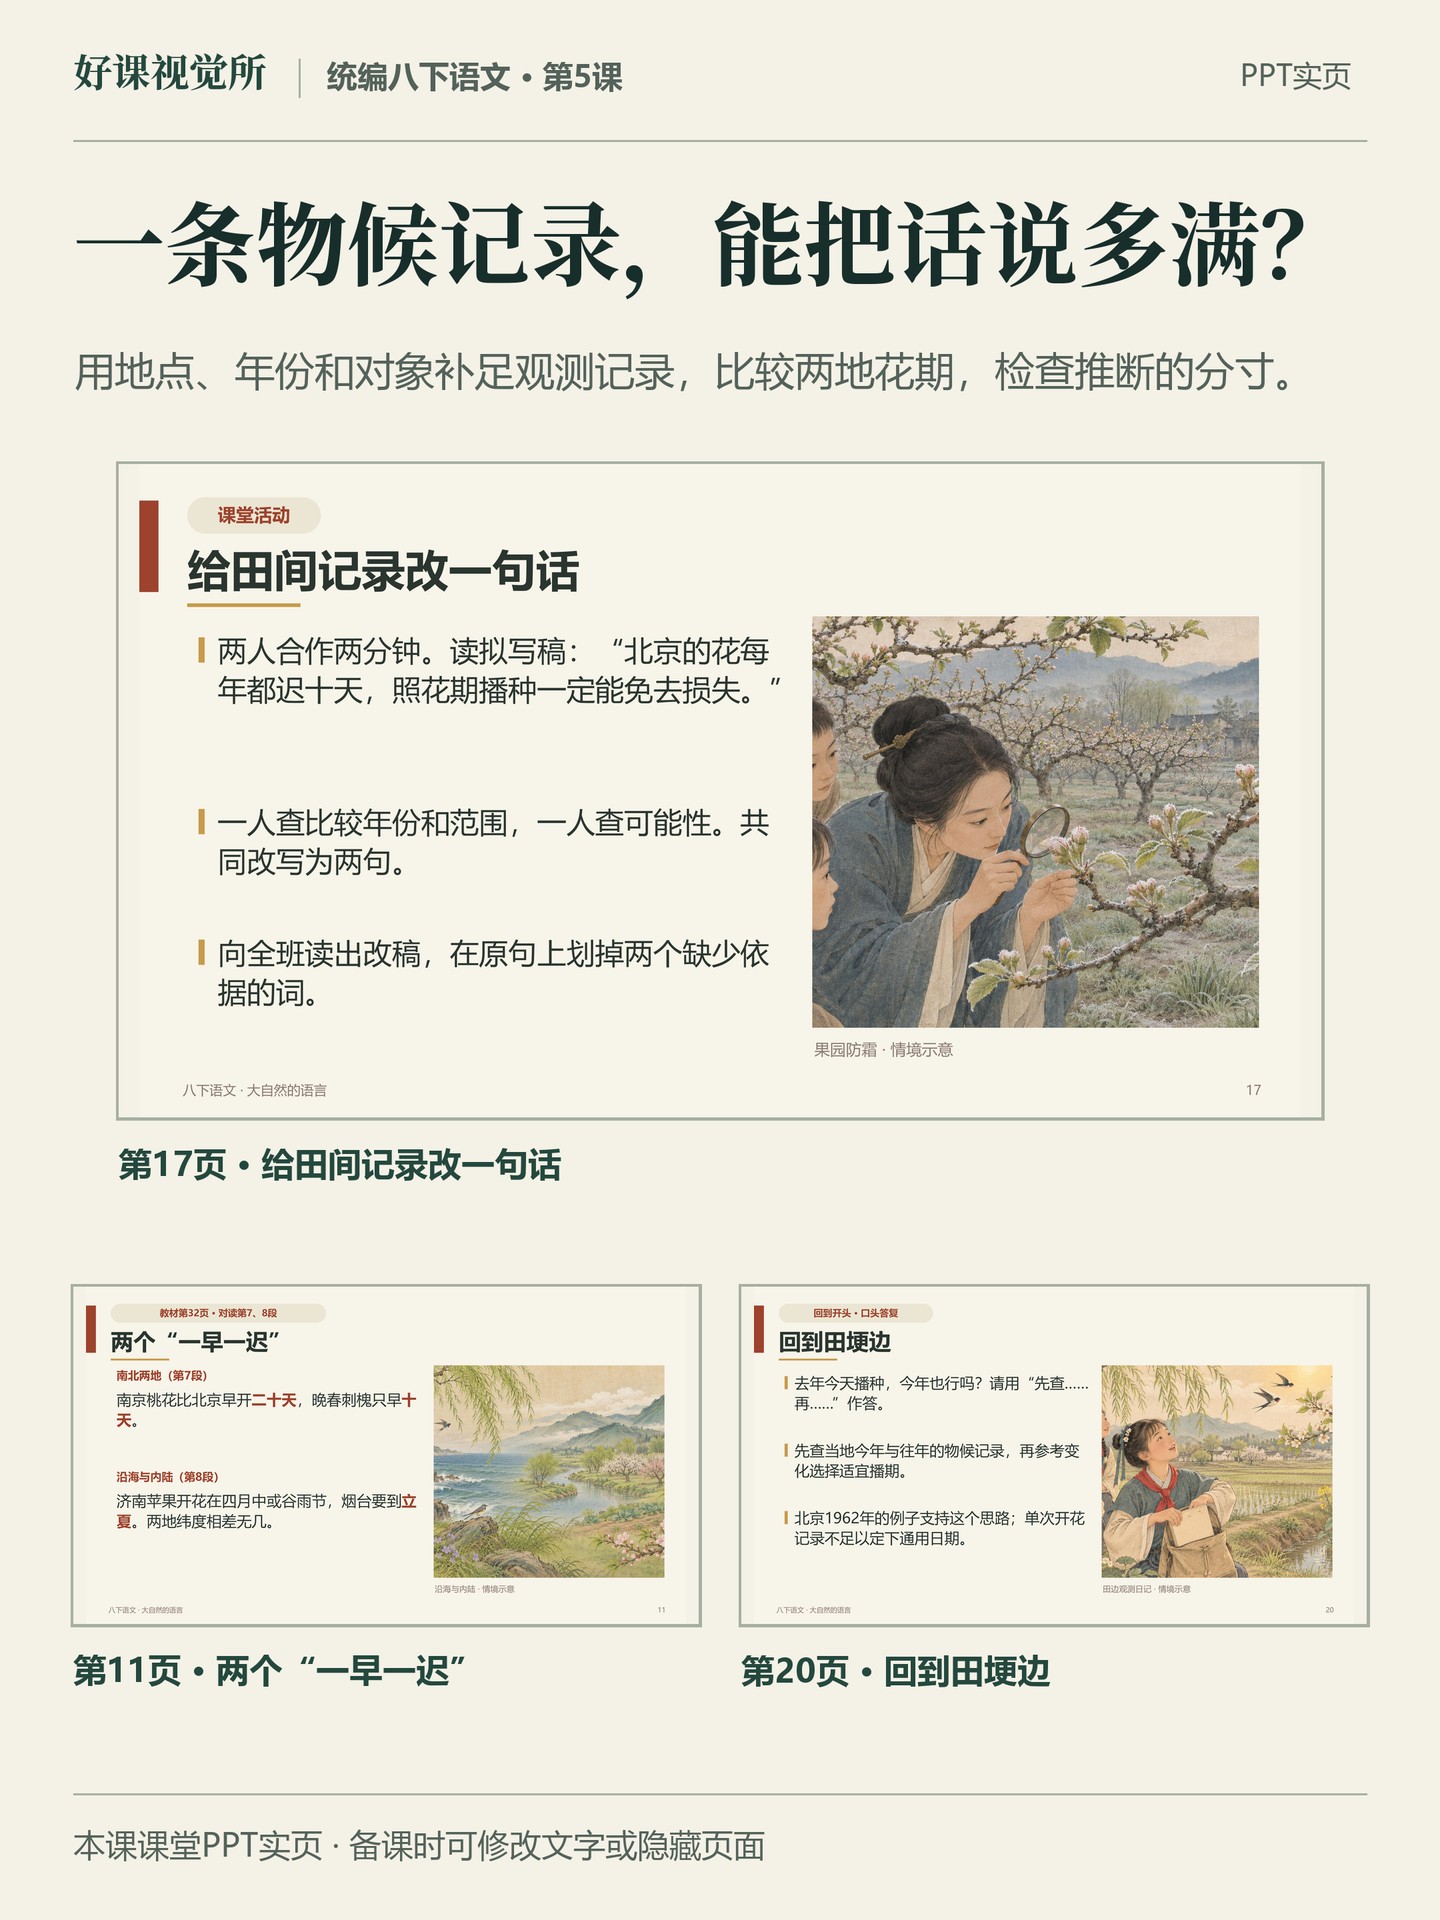 好课视觉所
统编八下语文·第5课
PPT实页
一条物候记录，能把话说多满？
用地点、年份和对象补足观测记录，比较两地花期，检查推断的分寸。
课堂活动
给田间记录改一句话
两人合作两分钟。读拟写稿：“北京的花每
年都迟十天，照花期播种一定能免去损失。”
一人查比较年份和范围，一人查可能性。共
同改写为两句。
向全班读出改稿，在原句上划掉两个缺少依
据的词。
果园防霜·情境示意
八下语文·大自然的语言
17
第17页·给田间记录改一句话
教材第32页·对读第7、8段
两个“一早一迟”
南北两地（第7段）
南京桃花比北京早开二十天，晚春刺槐只早十
天。
沿海与内陆（第8段）
济南苹果开花在四月中或谷雨节，烟台要到立
夏。两地纬度相差无几。
沿海与内陆·情境示意
八下语文·大自然的语言
11
第11页·两个“一早一迟”
回到开头·口头答复
回到田埂边
去年今天播种，今年也行吗？请用“先查……
再……”作答。
先查当地今年与往年的物候记录，再参考变
化选择适宜播期。
北京1962年的例子支持这个思路；单次开花
记录不足以定下通用日期。
田边观测日记·情境示意
八下语文·大自然的语言
20
第20页·回到田埂边
本课课堂PPT实页·备课时可修改文字或隐藏页面